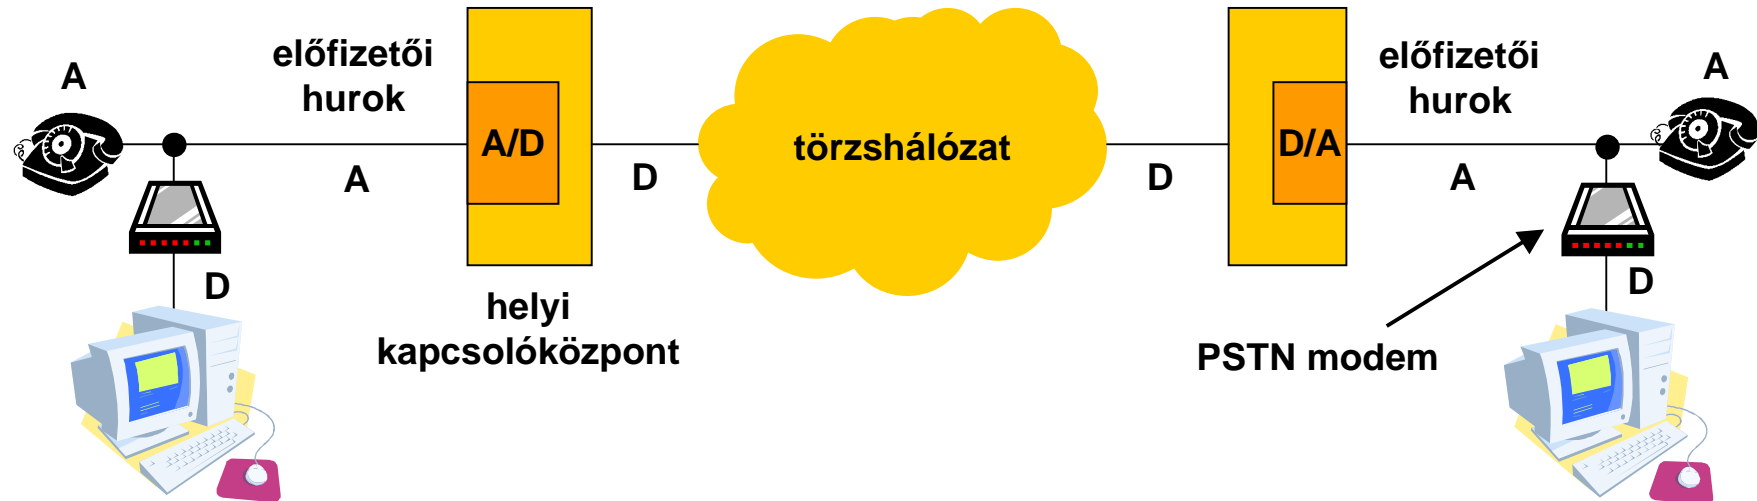 A
előfizetői
hurok
A/D
A
D
D
helyi
kapcsolóközpont
törzshálózat
D
D/A
előfizetői
hurok
A
A
D
PSTN modem